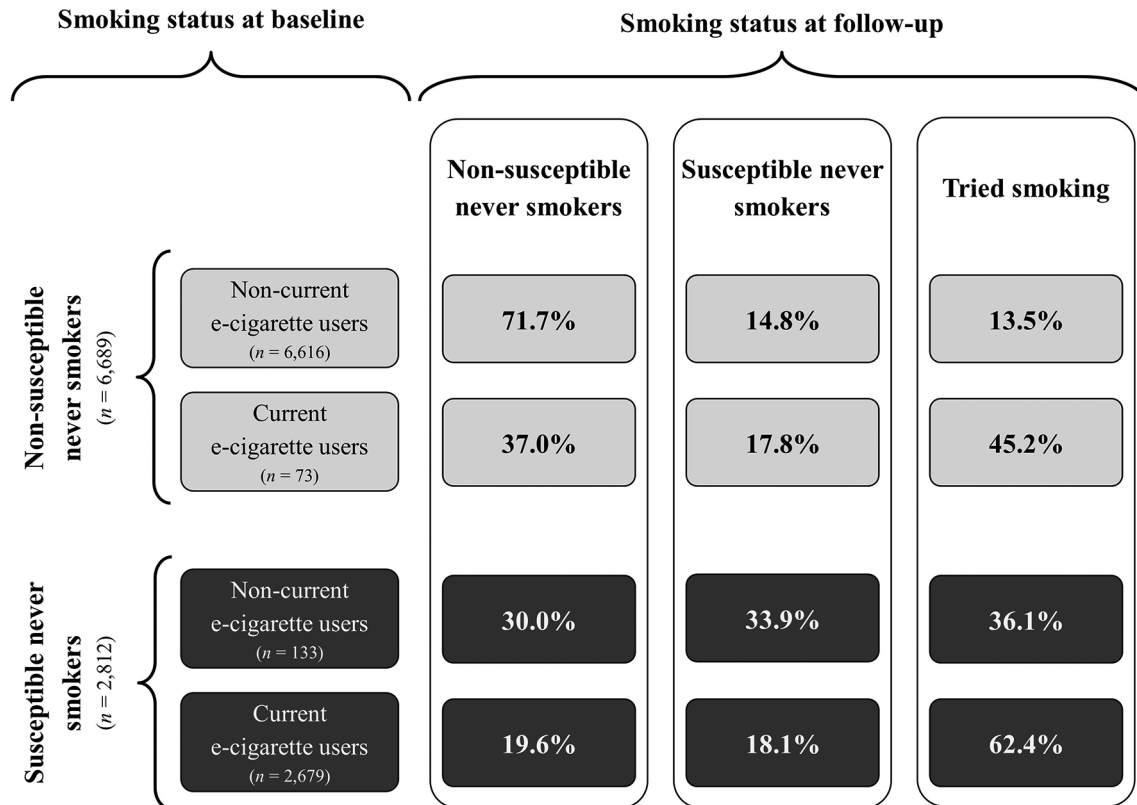 Smoking status at baseline
Smoking status at follow-up
Non-susceptible
never smokers
Susceptible never
smokers
Tried smoking
Non-susceptible
never smokers
(n = 6,689)
Non-current
e-cigarette users
(n = 6,616)
71.7%
14.8%
13.5%
Current
e-cigarette users
(n = 73)
37.0%
17.8%
45.2%
Susceptible never
smokers
(n = 2,812)
Non-current
e-cigarette users
(n = 133)
30.0%
33.9%
36.1%
Current
e-cigarette users
(n = 2,679)
19.6%
18.1%
62.4%